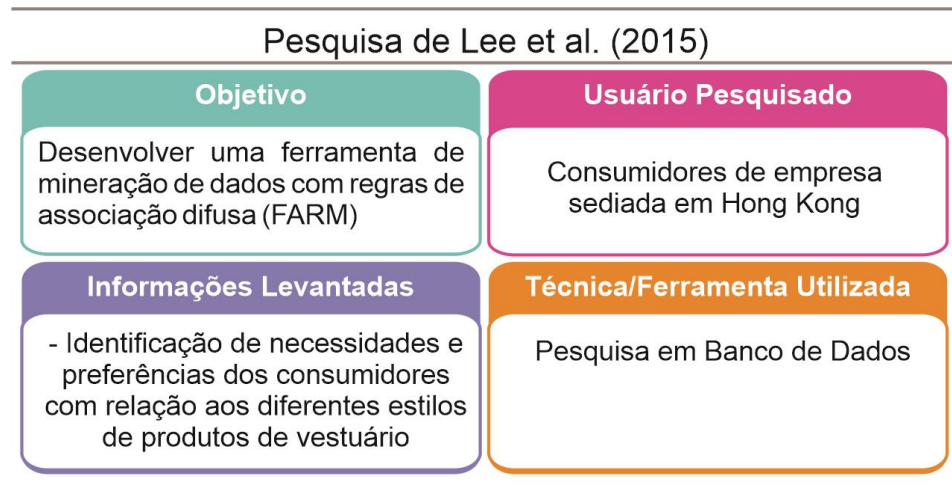 Pesquisa de Lee et al. (2015)
Objetivo
Desenvolver uma ferramenta de
mineração de dados com regras de
associação difusa (FARM)
Usuário Pesquisado
Consumidores de empresa
sediada em Hong Kong
Informações Levantadas
- Identificação de necessidades e
preferências dos consumidores
com relação aos diferentes estilos
de produtos de vestuário
Técnica/Ferramenta Utilizada
Pesquisa em Banco de Dados